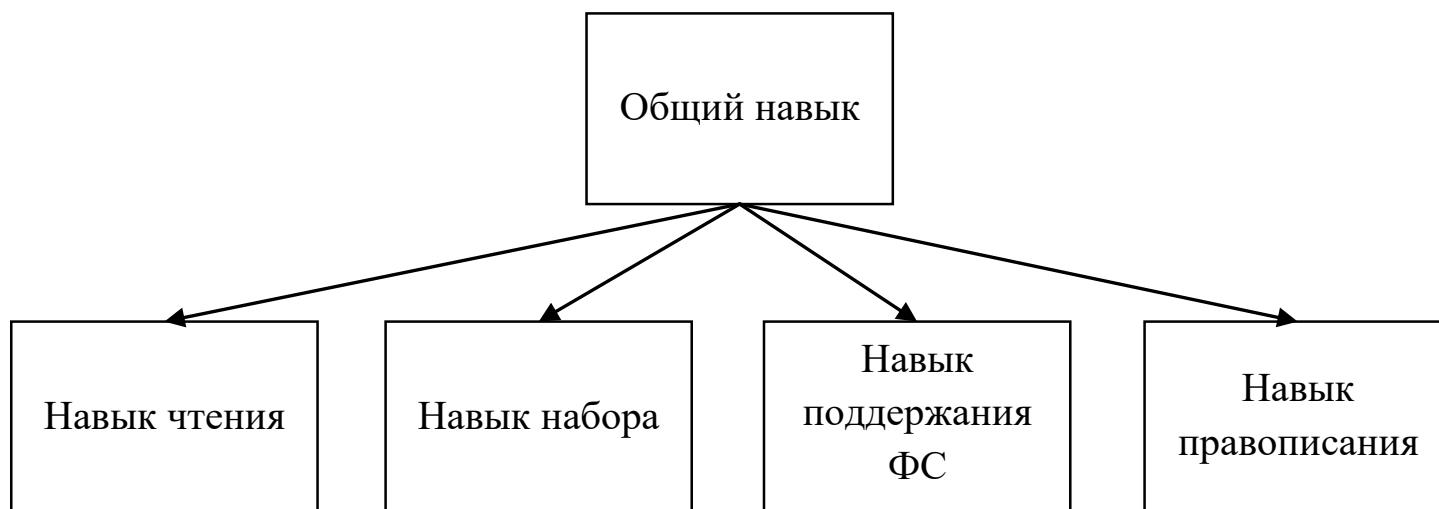 Общий навык
Навык чтения
Навык набора
Навык
поддержания
ФС
Навык
правописания